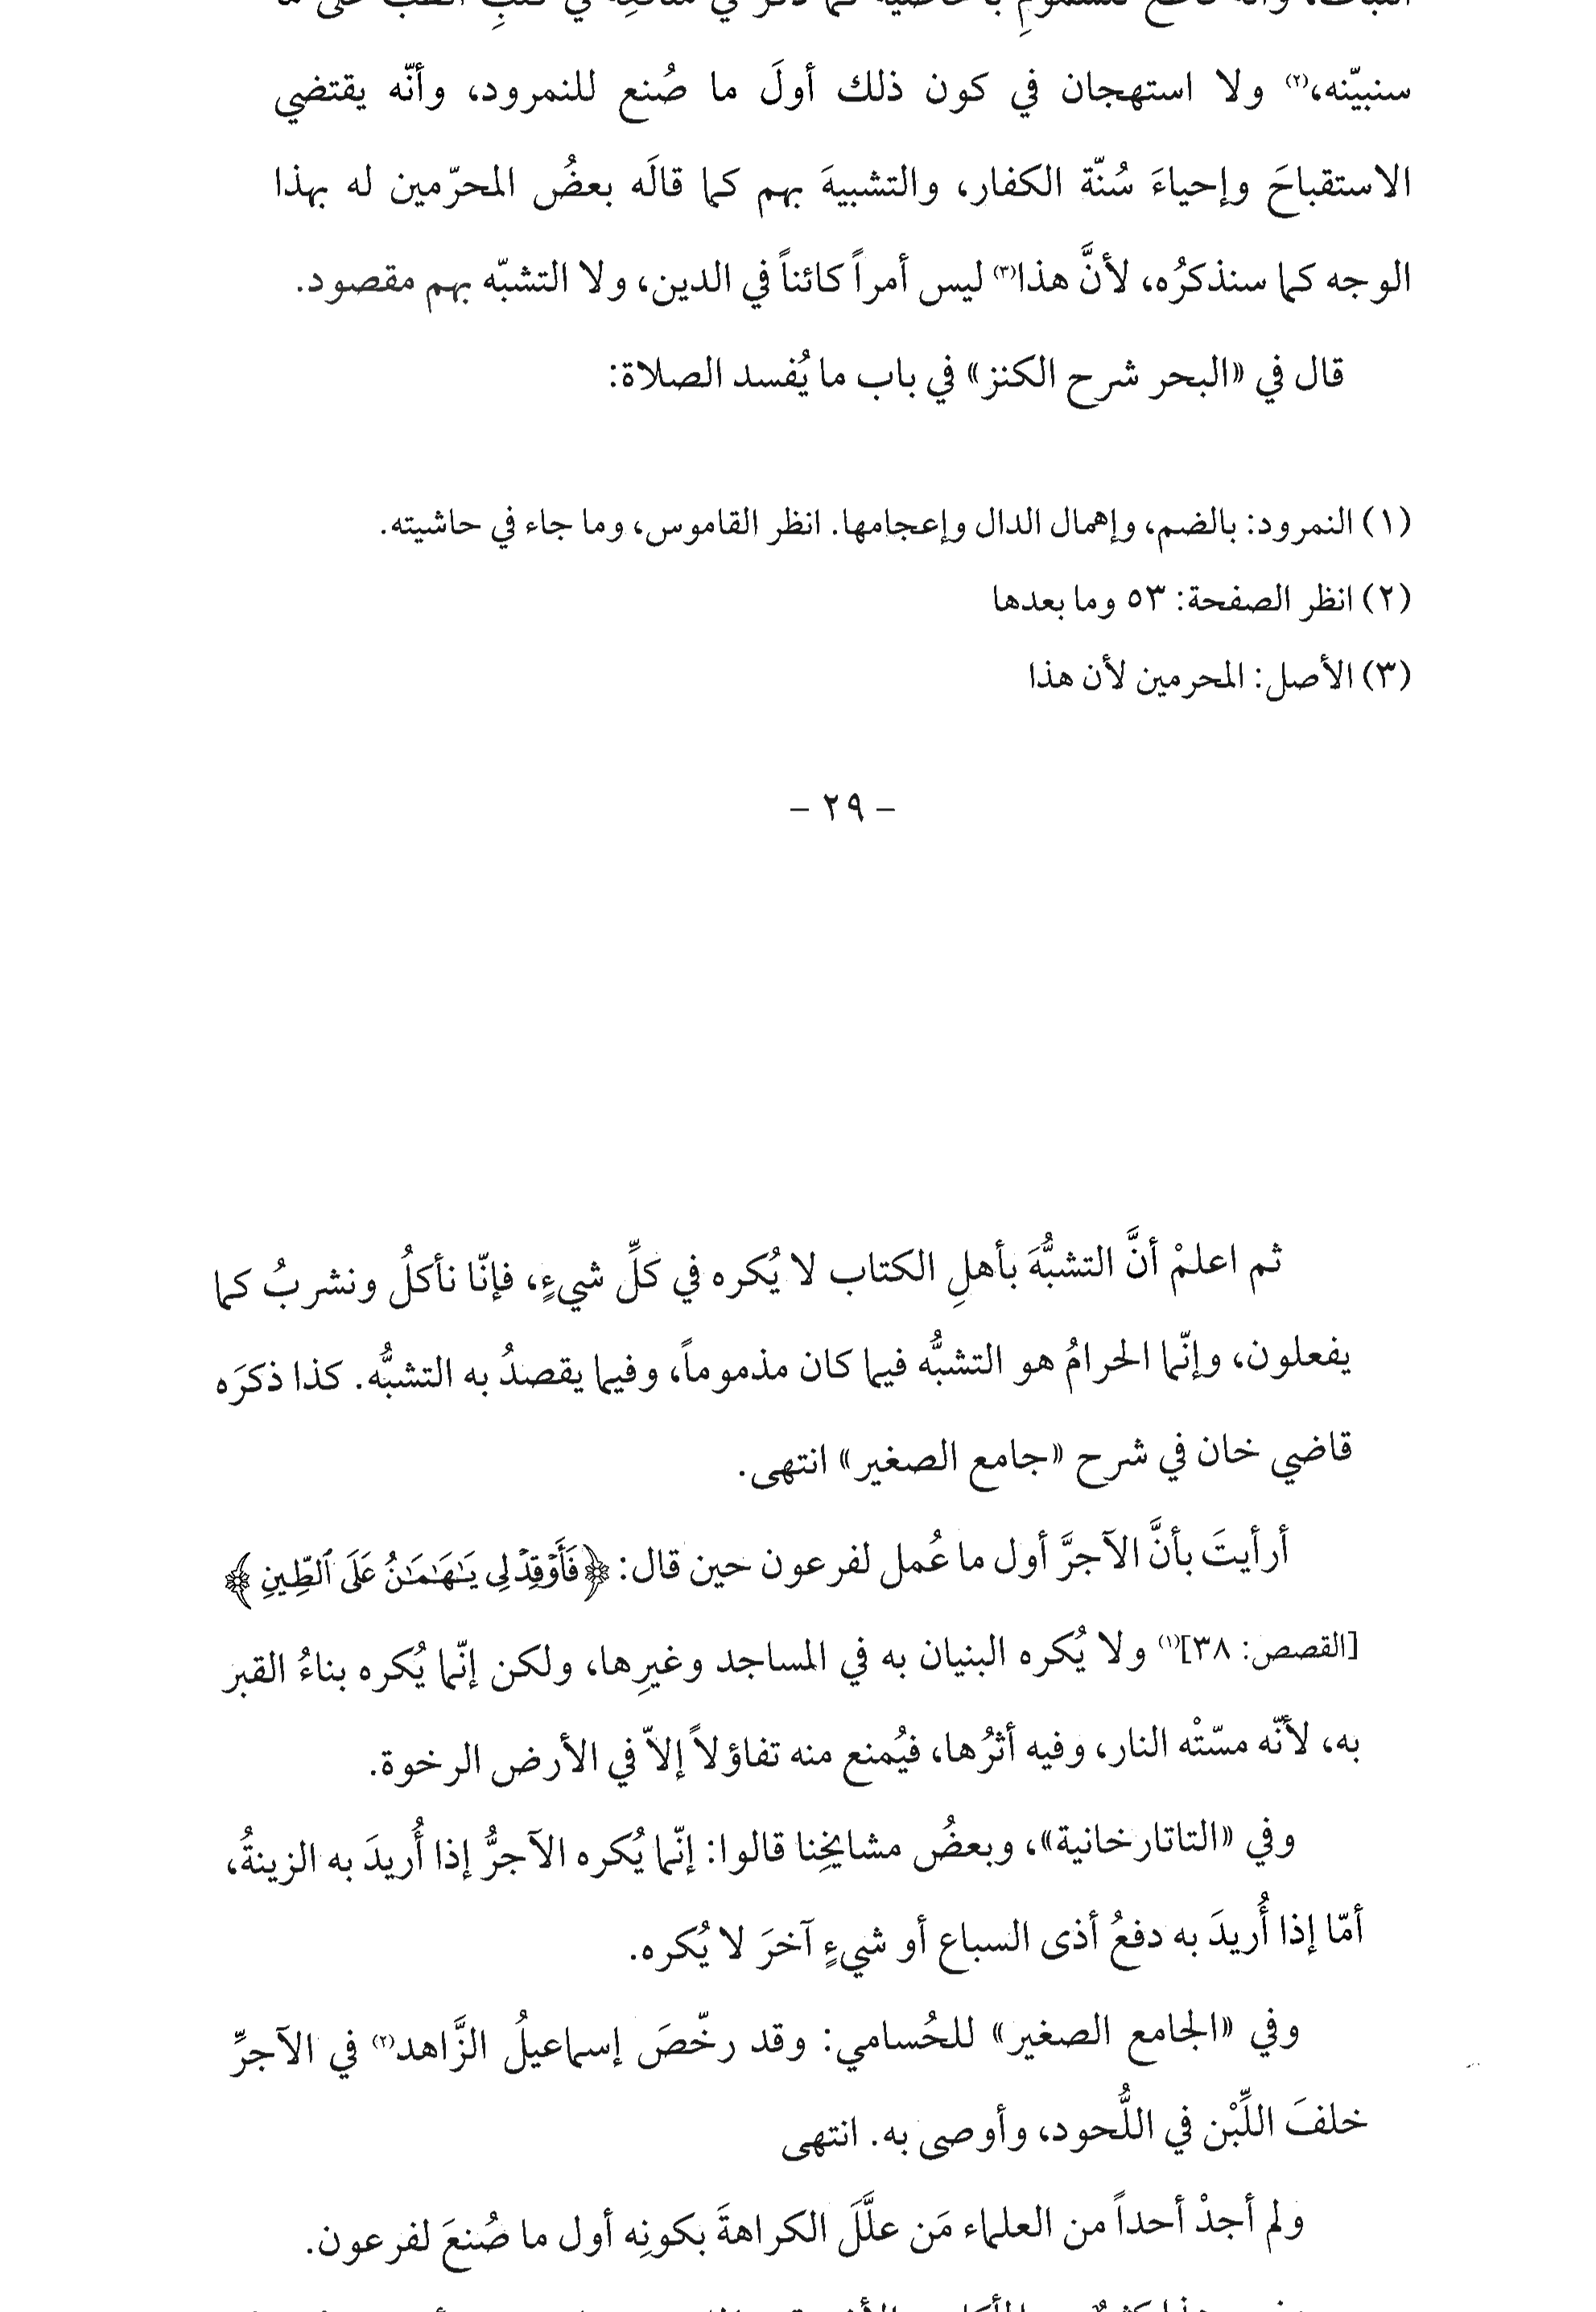 سنبيّنه،(٢) ولا استهجان في كون ذلك أولَ ما صُنع للنمرود، وأنّه يقتضي
الاستقباحَ وإحياءَ سُنّة الكفار، والتشبيهَ بهم كما قالَه بعضُ المحرّمين له بهذا
الوجه كما سنذكرُه، لأنَّ هذا(٣) ليس أمراً كائناً في الدين، ولا التشبّه بهم مقصود.
قال في «البحر شرح الكنز» في باب ما يُفسد الصلاة:
(١) النمرود: بالضم، وإهمال الدال وإعجامها. انظر القاموس، وما جاء في حاشيته.
(٢) انظر الصفحة: ٥٣ وما بعدها
(٣) الأصل: المحرمين لأن هذا
– ٢٩ –
ثم اعلمْ أنَّ التشبُّهَ بأهلِ الكتاب لا يُكره في كلِّ شيءٍ، فإنّا نأكلُ ونشربُ كما
يفعلون، وإنّما الحرامُ هو التشبُّه فيما كان مذموماً، وفيما يقصدُ به التشبُّه. كذا ذكرَه
قاضي خان في شرح «جامع الصغير» انتهى.
أرأيتَ بأنَّ الآجرَّ أول ما عُمل لفرعون حين قال: ﴿فَأَوْقِدْ لِى يَـٰهَـٰمَـٰنُ عَلَى ٱلطِّينِ﴾
[القصص: ٣٨](١) ولا يُكره البنيان به في المساجد وغيرِها، ولكن إنّما يُكره بناءُ القبر
به، لأنّه مسّتْه النار، وفيه أثرُها، فيُمنع منه تفاؤلاً إلاّ في الأرض الرخوة.
وفي «التاتارخانية»، وبعضُ مشايخِنا قالوا: إنّما يُكره الآجرُّ إذا أُريدَ به الزينةُ،
أمّا إذا أُريدَ به دفعُ أذى السباع أو شيءٍ آخرَ لا يُكره.
وفي «الجامع الصغير» للحُسامي: وقد رخّصَ إسماعيلُ الزَّاهد(٢) في الآجرِّ
خلفَ اللِّبْن في اللُّحود، وأوصى به. انتهى
ولم أجدْ أحداً من العلماء مَن علَّلَ الكراهةَ بكونِه أول ما صُنعَ لفرعون.